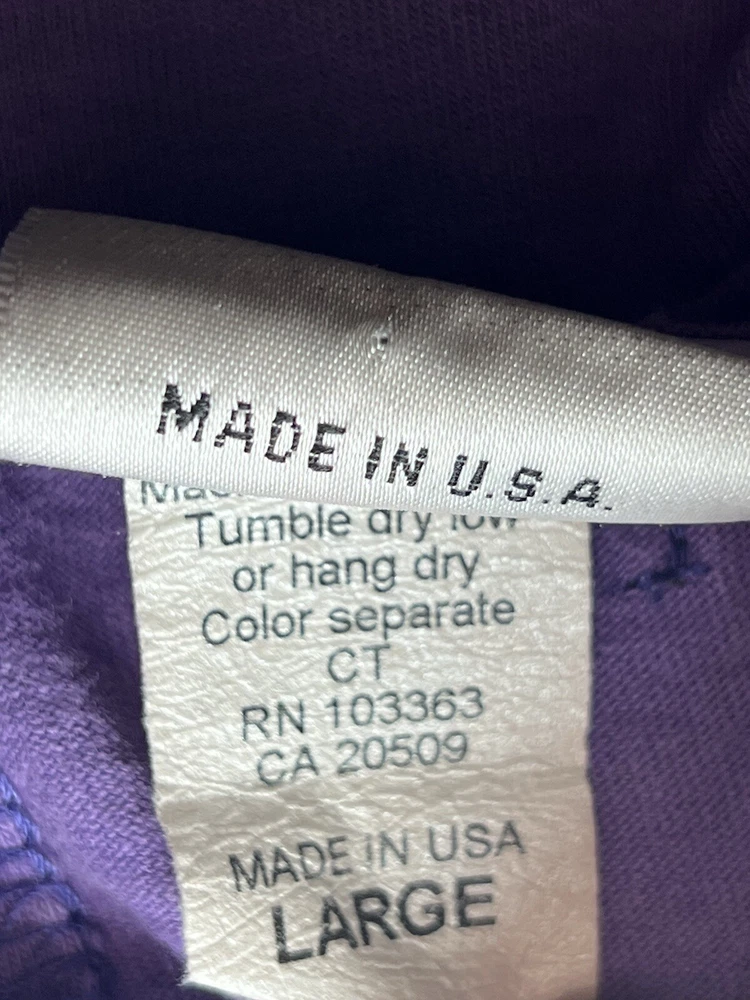 MADE IN U.S.A.
Tumble dry low
or hang dry
Color separate
CT
RN 103363
CA 20509
MADE IN USA
LARGE